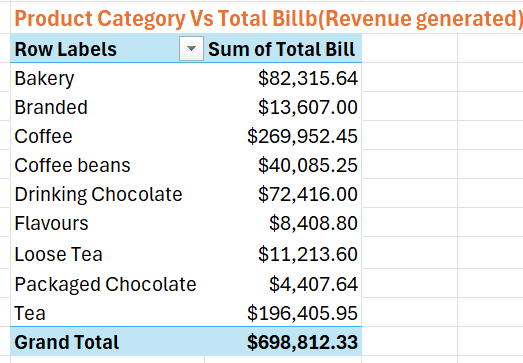 Product Category Vs Total Billb(Revenue generated)
Row Labels Sum of Total Bill
Bakery $82,315.64
Branded $13,607.00
Coffee $269,952.45
Coffee beans $40,085.25
Drinking Chocolate $72,416.00
Flavours $8,408.80
Loose Tea $11,213.60
Packaged Chocolate $4,407.64
Tea $196,405.95
Grand Total $698,812.33